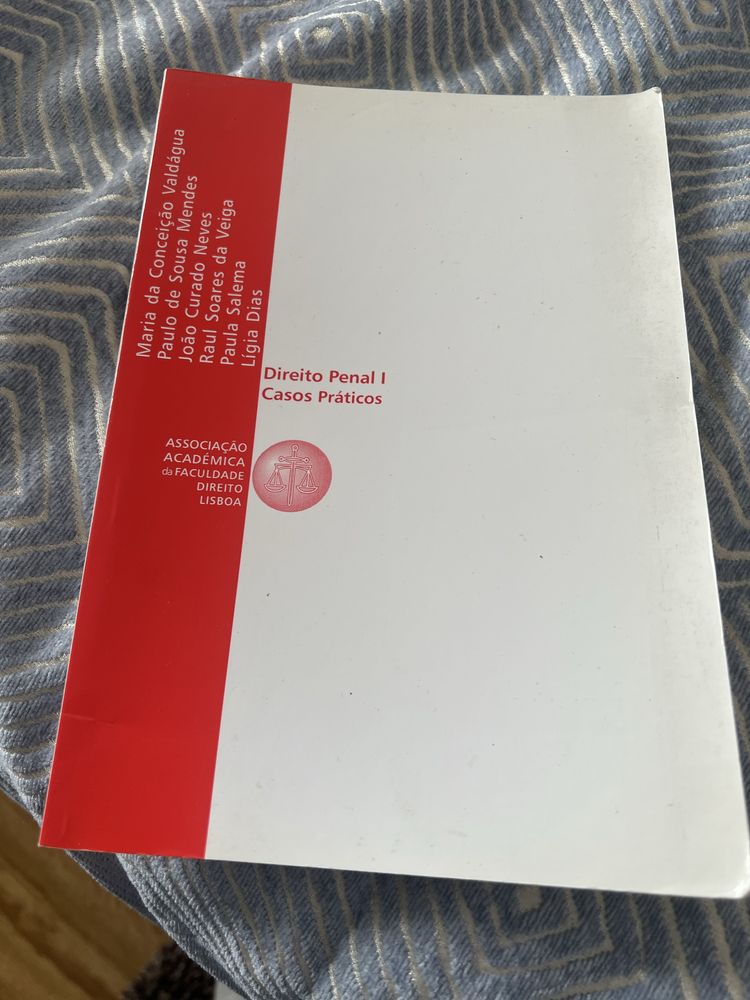 Maria da Conceição Valdágua
Paulo de Sousa Mendes
João Curado Neves
Raul Soares da Veiga
Paula Salema
Lígia Dias
Direito Penal I
Casos Práticos
ASSOCIAÇÃO
ACADÉMICA
da FACULDADE
DIREITO
LISBOA